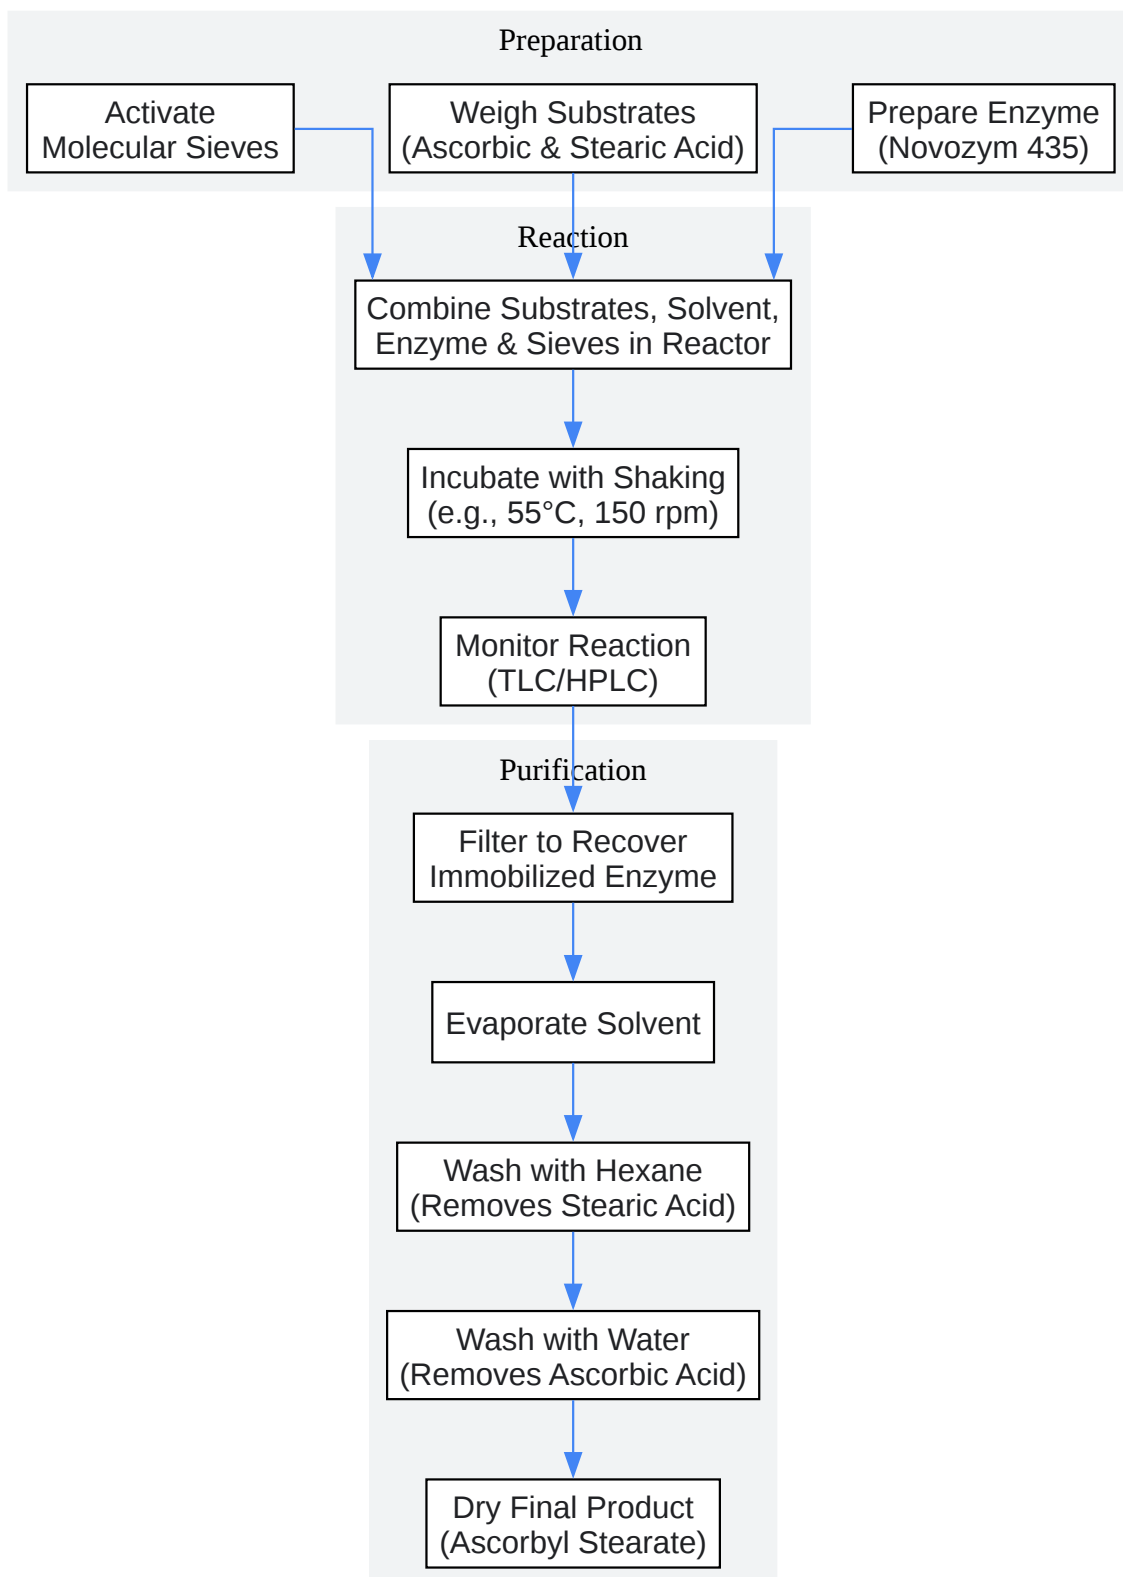 Preparation
Activate
Molecular Sieves
Weigh Substrates
(Ascorbic & Stearic Acid)
Prepare Enzyme
(Novozym 435)
Reaction
Combine Substrates, Solvent,
Enzyme & Sieves in Reactor
Incubate with Shaking
(e.g., 55°C, 150 rpm)
Monitor Reaction
(TLC/HPLC)
Purification
Filter to Recover
Immobilized Enzyme
Evaporate Solvent
Wash with Hexane
(Removes Stearic Acid)
Wash with Water
(Removes Ascorbic Acid)
Dry Final Product
(Ascorbyl Stearate)